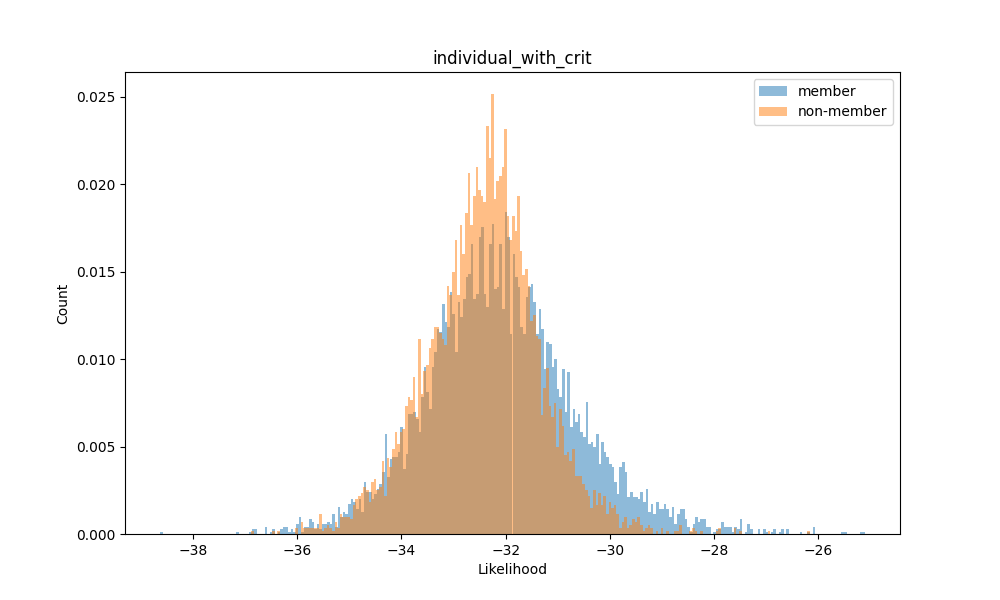 individual_with_crit
member
non-member
0.025
0.020
0.015
0.010
0.005
0.000
Count
−38
−36
−34
−32
−30
−28
−26
Likelihood